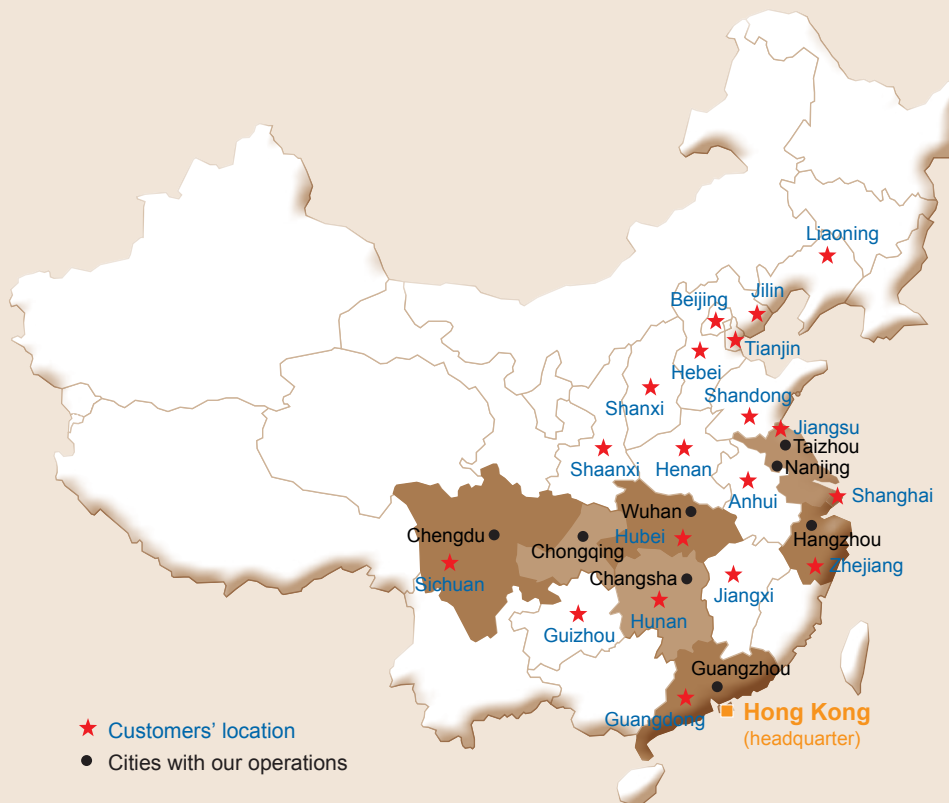 Liaoning
Beijing
Jilin
Tianjin
Hebei
Shandong
Shanxi
Jiangsu
Taizhou
Shaanxi
Henan
Nanjing
Anhui
Shanghai
Wuhan
Chengdu
Hubei
Hangzhou
Chongqing
Zhejiang
Changsha
Sichuan
Jiangxi
Hunan
Guizhou
Guangzhou
Guangdong
Hong Kong
(headquarter)
Customers’ location
Cities with our operations